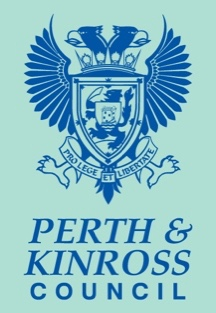 PRO LEGE ET LIBERTATE
PERTH &
KINROSS
COUNCIL